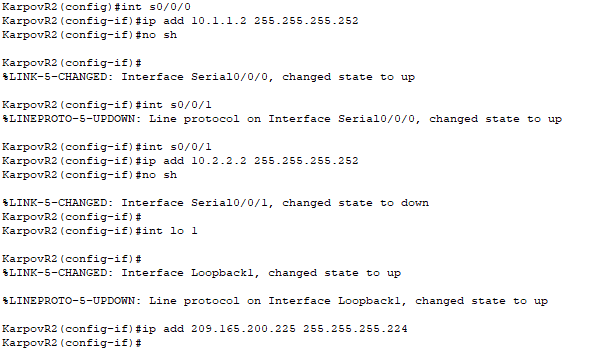 KarpovR2(config)#int s0/0/0
KarpovR2(config-if)#ip add 10.1.1.2 255.255.255.252
KarpovR2(config-if)#no sh
KarpovR2(config-if)#
%LINK-5-CHANGED: Interface Serial0/0/0, changed state to up
KarpovR2(config-if)#int s0/0/1
%LINEPROTO-5-UPDOWN: Line protocol on Interface Serial0/0/0, changed state to up
KarpovR2(config-if)#int s0/0/1
KarpovR2(config-if)#ip add 10.2.2.2 255.255.255.252
KarpovR2(config-if)#no sh
%LINK-5-CHANGED: Interface Serial0/0/1, changed state to down
KarpovR2(config-if)#
KarpovR2(config-if)#int lo 1
KarpovR2(config-if)#
%LINK-5-CHANGED: Interface Loopback1, changed state to up
%LINEPROTO-5-UPDOWN: Line protocol on Interface Loopback1, changed state to up
KarpovR2(config-if)#ip add 209.165.200.225 255.255.255.224
KarpovR2(config-if)#